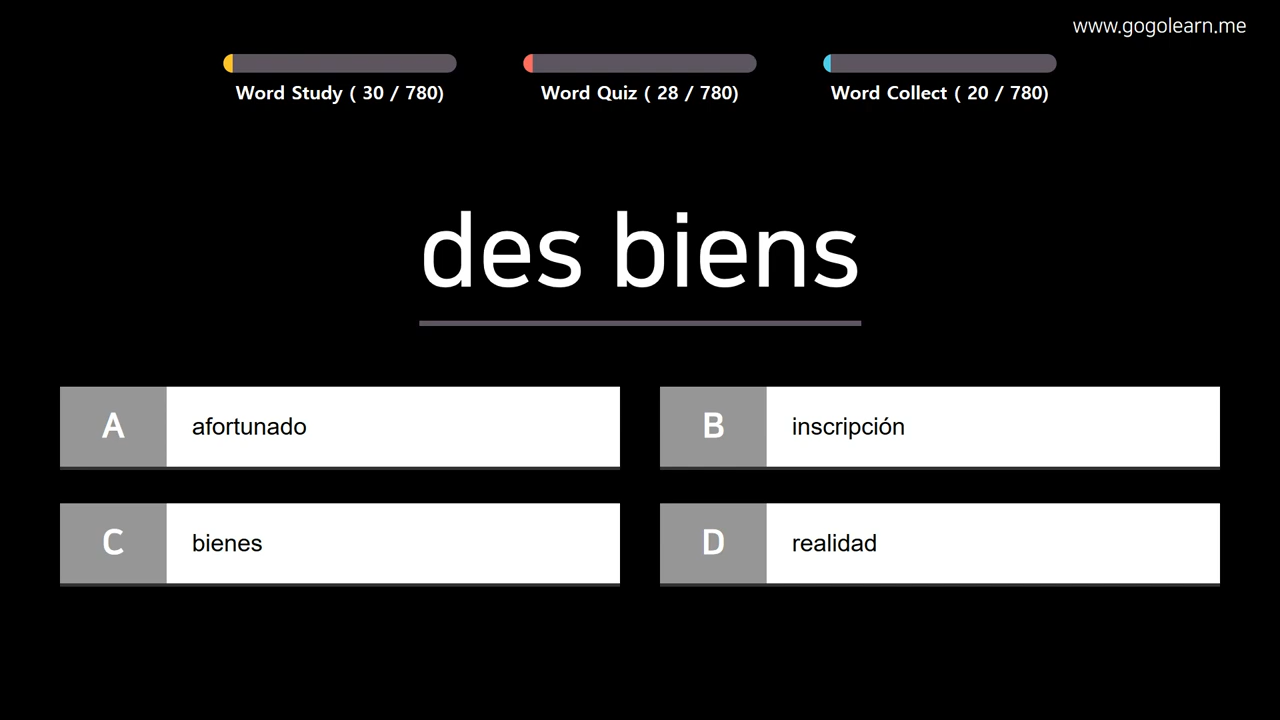 www.gogolearn.me
Word Study ( 30 / 780)
Word Quiz ( 28 / 780)
Word Collect ( 20 / 780)
des biens
A afortunado
B inscripción
C bienes
D realidad